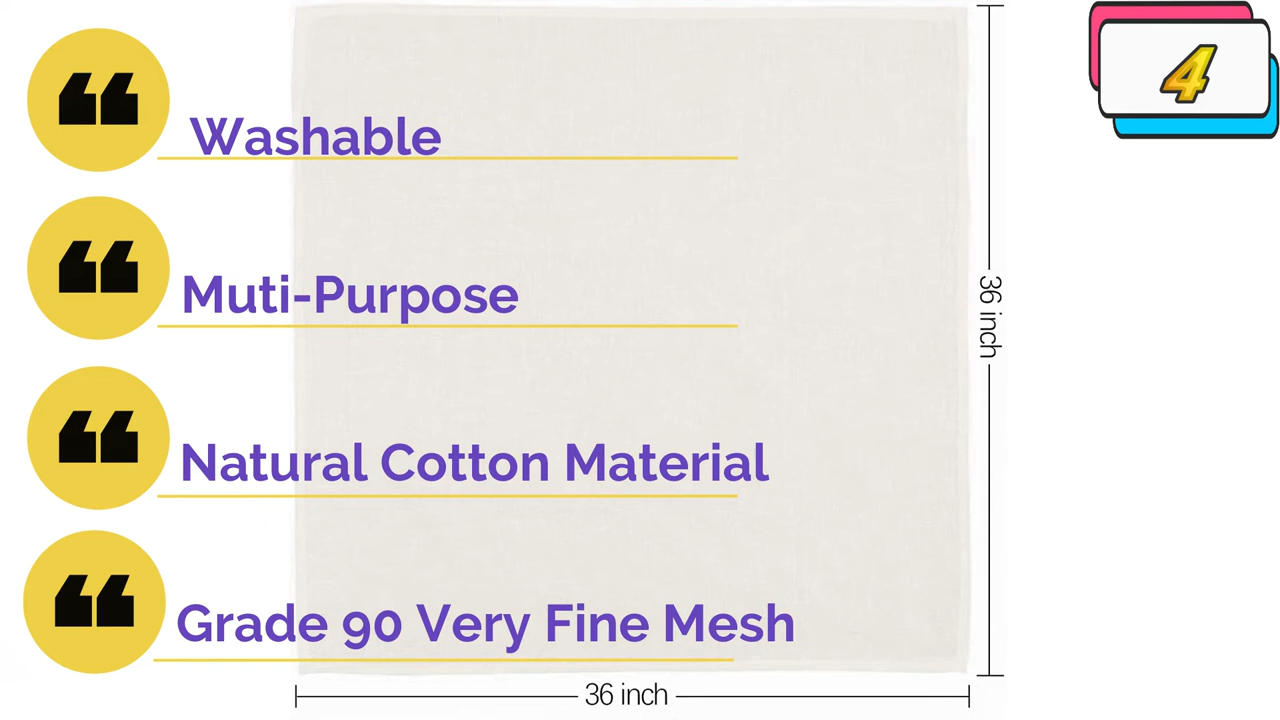 4
Washable
Muti-Purpose
36 inch
Natural Cotton Material
Grade 90 Very Fine Mesh
36 inch